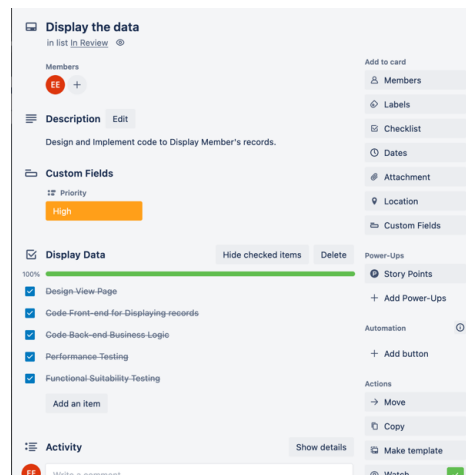 Display the data
in list In Review
Members
EE +
Description Edit
Design and Implement code to Display Member's records.
Custom Fields
Priority
High
Display Data Hide checked items Delete
100%
Design View Page
Code Front-end for Displaying records
Code Back-end Business Logic
Performance Testing
Functional Suitability Testing
Add an item
Activity Show details
EE Write a comment
Add to card
Members
Labels
Checklist
Dates
Attachment
Location
Custom Fields
Power-Ups
Story Points
+ Add Power-Ups
Automation
+ Add button
Actions
→ Move
Copy
Make template
Watch